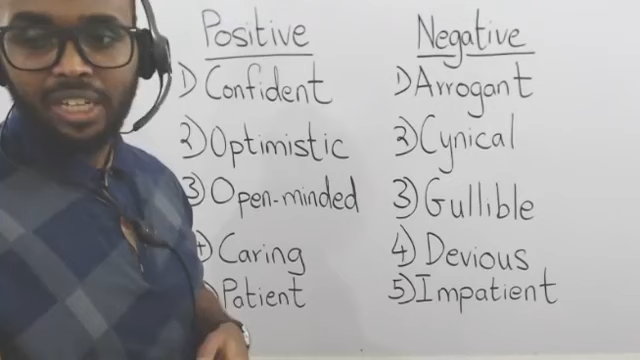 Positive
1) Confident
2) Optimistic
3) Open-minded
4) Caring
Patient
Negative
1) Arrogant
2) Cynical
3) Gullible
4) Devious
5) Impatient